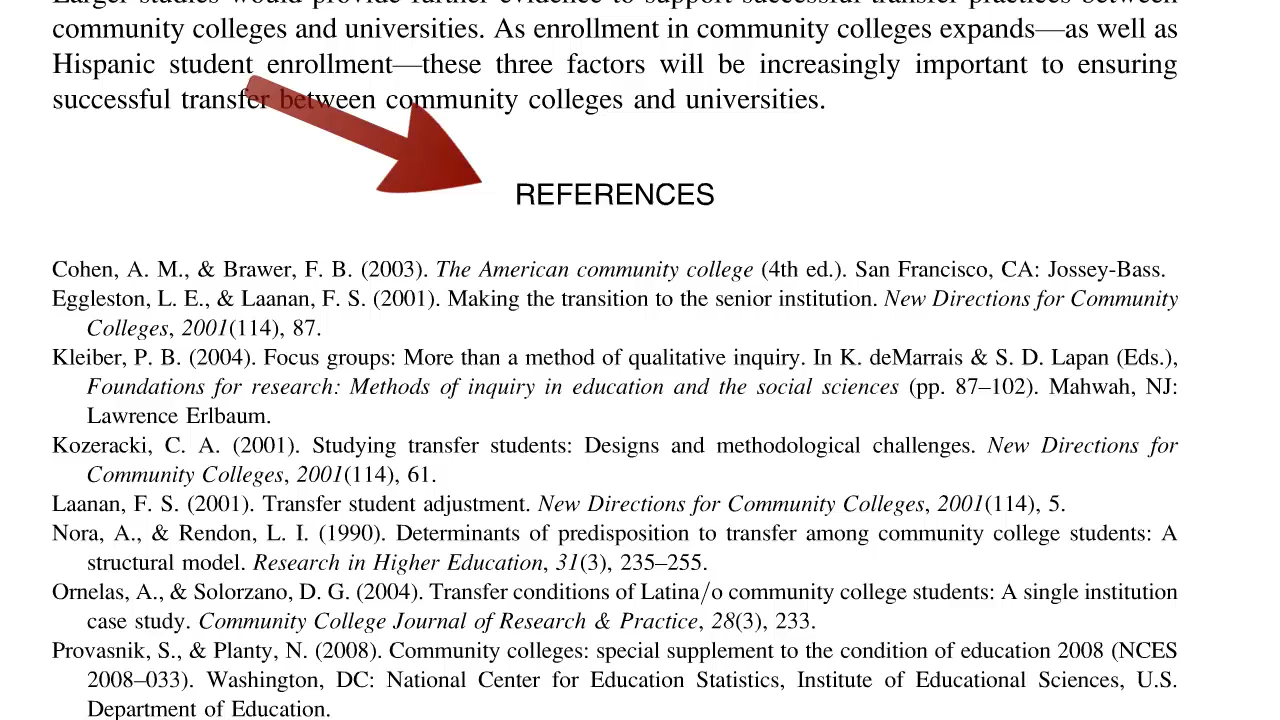 Larger studies would provide further evidence to support successful transfer practices between
community colleges and universities. As enrollment in community colleges expands—as well as
Hispanic student enrollment—these three factors will be increasingly important to ensuring
successful transfer between community colleges and universities.
REFERENCES
Cohen, A. M., & Brawer, F. B. (2003). The American community college (4th ed.). San Francisco, CA: Jossey-Bass.
Eggleston, L. E., & Laanan, F. S. (2001). Making the transition to the senior institution. New Directions for Community
Colleges, 2001(114), 87.
Kleiber, P. B. (2004). Focus groups: More than a method of qualitative inquiry. In K. deMarrais & S. D. Lapan (Eds.),
Foundations for research: Methods of inquiry in education and the social sciences (pp. 87–102). Mahwah, NJ:
Lawrence Erlbaum.
Kozeracki, C. A. (2001). Studying transfer students: Designs and methodological challenges. New Directions for
Community Colleges, 2001(114), 61.
Laanan, F. S. (2001). Transfer student adjustment. New Directions for Community Colleges, 2001(114), 5.
Nora, A., & Rendon, L. I. (1990). Determinants of predisposition to transfer among community college students: A
structural model. Research in Higher Education, 31(3), 235–255.
Ornelas, A., & Solorzano, D. G. (2004). Transfer conditions of Latina/o community college students: A single institution
case study. Community College Journal of Research & Practice, 28(3), 233.
Provasnik, S., & Planty, N. (2008). Community colleges: special supplement to the condition of education 2008 (NCES
2008–033). Washington, DC: National Center for Education Statistics, Institute of Educational Sciences, U.S.
Department of Education.